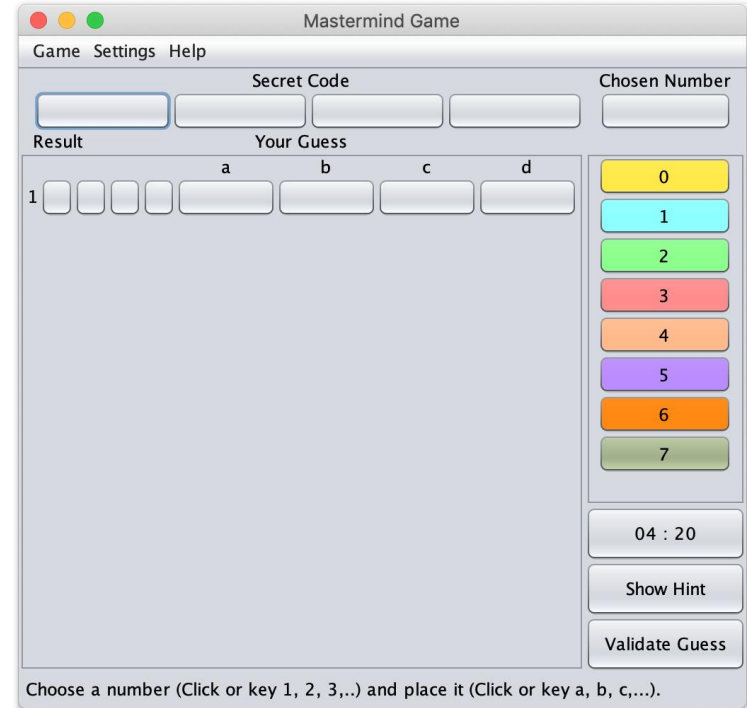 Mastermind Game
Game Settings Help
Secret Code
Chosen Number
Result
Your Guess
a b c d
1
0
1
2
3
4
5
6
7
04 : 20
Show Hint
Validate Guess
Choose a number (Click or key 1, 2, 3,..) and place it (Click or key a, b, c,...).